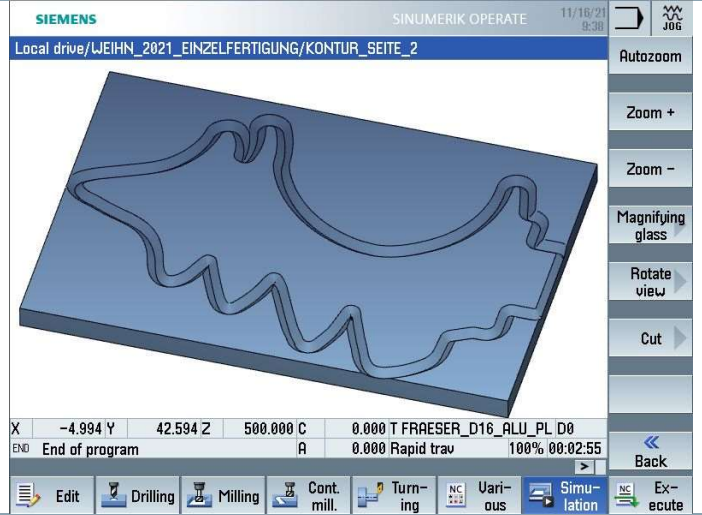 SIEMENS
SINUMERIK OPERATE
11/16/21
9:38
JOG
Local drive/WEIHN_2021_EINZELFERTIGUNG/KONTUR_SEITE_2
Autozoom
Zoom +
Zoom -
Magnifying
glass
Rotate
view
Cut
X -4.994 Y 42.594 Z 500.000 C 0.000 T FRAESER_D16_ALU_PL D0
END End of program A 0.000 Rapid trav 100% 00:02:55
>
Back
Edit
Drilling
Milling
Cont.
mill.
Turn-
ing
NC
Vari-
ous
Simu-
lation
NC
Ex-
ecute